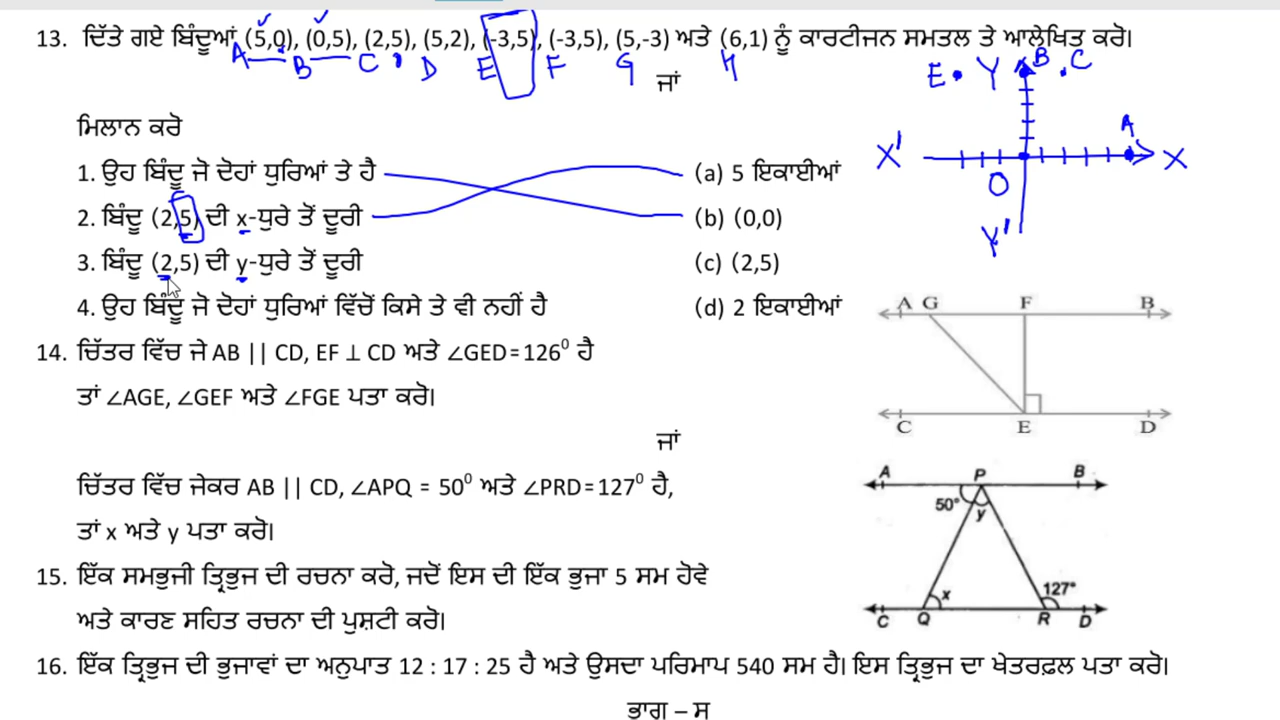 13. ਦਿੱਤੇ ਗਏ ਬਿੰਦੂਆਂ (5,0), (0,5), (2,5), (5,2), (-3,5), (-3,5), (5,-3) ਅਤੇ (6,1) ਨੂੰ ਕਾਰਟੀਜਨ ਸਮਤਲ ਤੇ ਆਲੇਖਿਤ ਕਰੋ।
A B C D E F G H
ਜਾਂ
E Y B C
ਮਿਲਾਨ ਕਰੋ
A
X' X
O
Y'
1. ਉਹ ਬਿੰਦੂ ਜੋ ਦੋਹਾਂ ਧੁਰਿਆਂ ਤੇ ਹੈ (a) 5 ਇਕਾਈਆਂ
2. ਬਿੰਦੂ (2,5) ਦੀ x-ਧੁਰੇ ਤੋਂ ਦੂਰੀ (b) (0,0)
3. ਬਿੰਦੂ (2,5) ਦੀ y-ਧੁਰੇ ਤੋਂ ਦੂਰੀ (c) (2,5)
4. ਉਹ ਬਿੰਦੂ ਜੋ ਦੋਹਾਂ ਧੁਰਿਆਂ ਵਿੱਚੋਂ ਕਿਸੇ ਤੇ ਵੀ ਨਹੀਂ ਹੈ (d) 2 ਇਕਾਈਆਂ
A G F B
C E D
14. ਚਿੱਤਰ ਵਿੱਚ ਜੇ AB || CD, EF ⊥ CD ਅਤੇ ∠GED=126⁰ ਹੈ
ਤਾਂ ∠AGE, ∠GEF ਅਤੇ ∠FGE ਪਤਾ ਕਰੋ।
ਜਾਂ
ਚਿੱਤਰ ਵਿੱਚ ਜੇਕਰ AB || CD, ∠APQ = 50⁰ ਅਤੇ ∠PRD=127⁰ ਹੈ,
ਤਾਂ x ਅਤੇ y ਪਤਾ ਕਰੋ।
A P B
50° y
x 127°
C Q R D
15. ਇੱਕ ਸਮਭੁਜੀ ਤ੍ਰਿਭੁਜ ਦੀ ਰਚਨਾ ਕਰੋ, ਜਦੋਂ ਇਸ ਦੀ ਇੱਕ ਭੁਜਾ 5 ਸਮ ਹੋਵੇ
ਅਤੇ ਕਾਰਣ ਸਹਿਤ ਰਚਨਾ ਦੀ ਪੁਸ਼ਟੀ ਕਰੋ।
16. ਇੱਕ ਤ੍ਰਿਭੁਜ ਦੀ ਭੁਜਾਵਾਂ ਦਾ ਅਨੁਪਾਤ 12 : 17 : 25 ਹੈ ਅਤੇ ਉਸਦਾ ਪਰਿਮਾਪ 540 ਸਮ ਹੈ। ਇਸ ਤ੍ਰਿਭੁਜ ਦਾ ਖੇਤਰਫ਼ਲ ਪਤਾ ਕਰੋ।
ਭਾਗ – ਸ